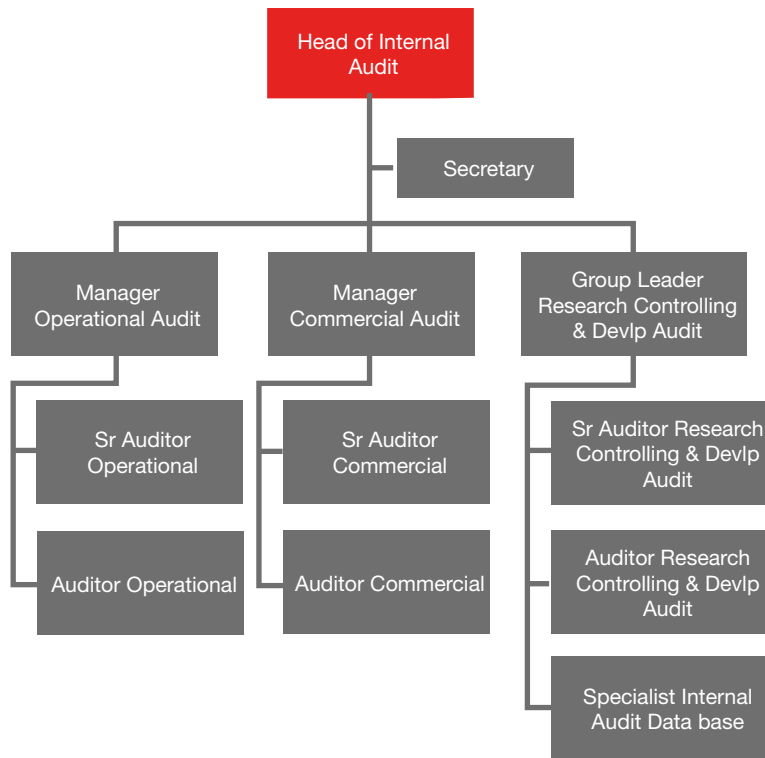 Head of Internal
Audit
Secretary
Manager
Operational Audit
Manager
Commercial Audit
Group Leader
Research Controlling
& Devlp Audit
Sr Auditor
Operational
Sr Auditor
Commercial
Sr Auditor Research
Controlling & Devlp
Audit
Auditor Operational
Auditor Commercial
Auditor Research
Controlling & Devlp
Audit
Specialist Internal
Audit Data base